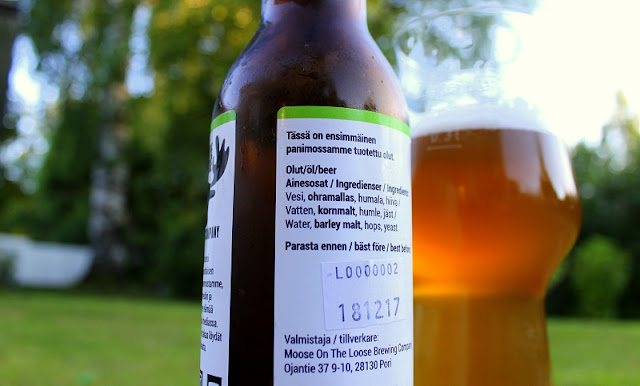 Tässä on ensimmäinen
panimossamme tuotettu olut.
Olut/öl/beer
Ainesosat / Ingredienser / Ingredients:
Vesi, ohramallas, humala, hiiva /
Vatten, kornmalt, humle, jäst /
Water, barley malt, hops, yeast
Parasta ennen / bäst före / best before:
L0000002
181217
Valmistaja / tillverkare:
Moose On The Loose Brewing Company
Ojantie 37 9-10, 28130 Pori